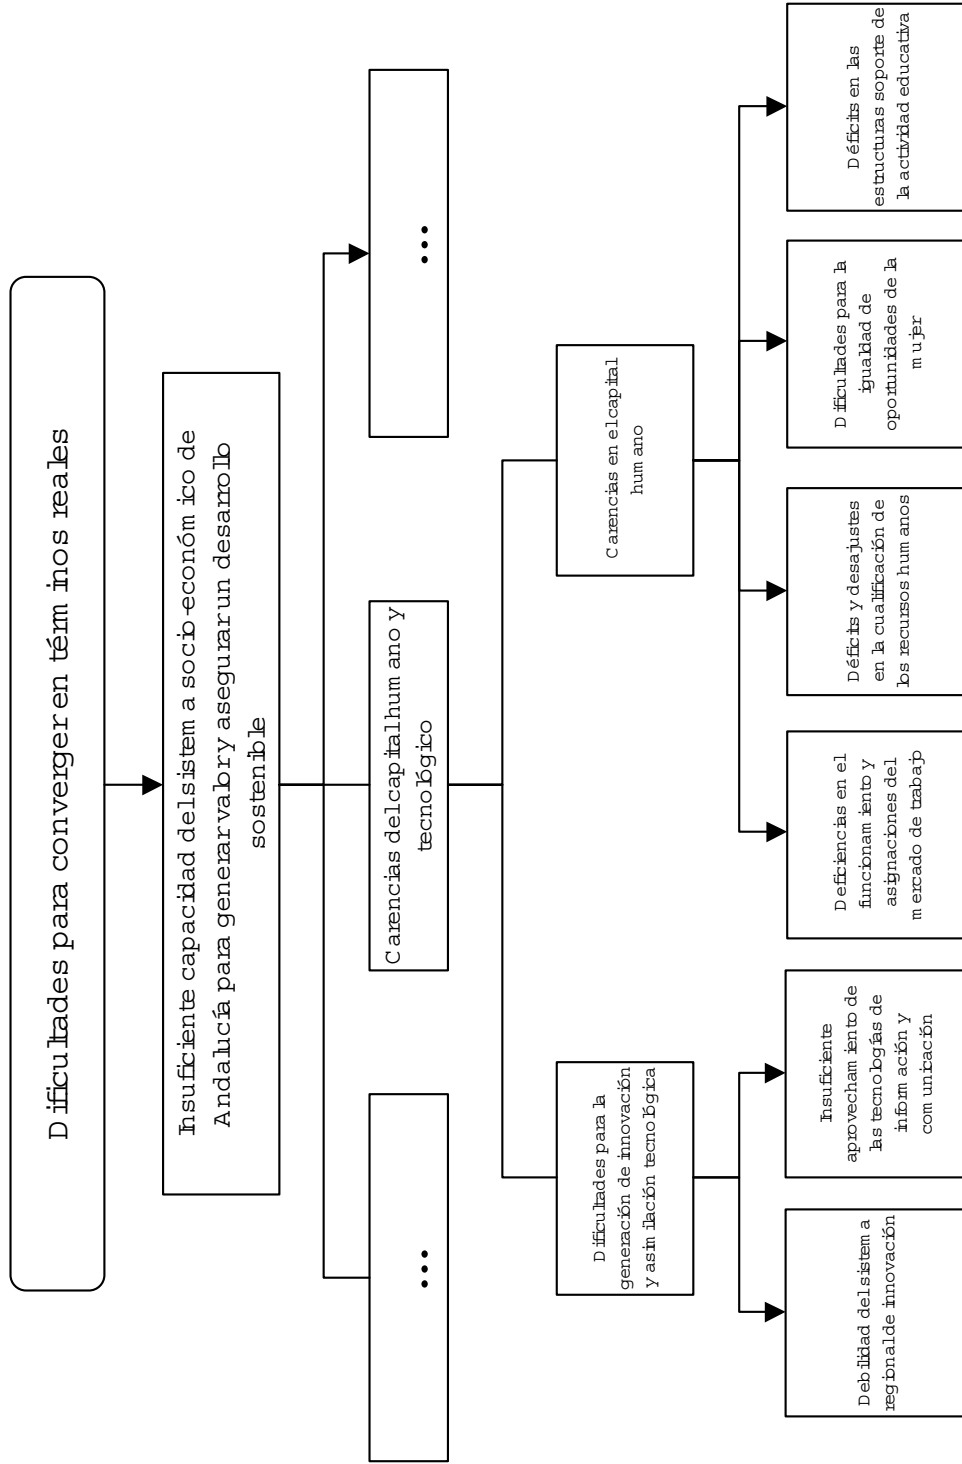 Dificultades para converger en términos reales
Insuficiente capacidad del sistema socio-económico de
Andalucía para generar valor y asegurar un desarrollo
sostenible
...
Carencias del capital humano y
tecnológico
...
Dificultades para la
generación de innovación
y asimilación tecnológica
Carencias en el capital
humano
Debilidad del sistema
regional de innovación
Insuficiente
aprovechamiento de
las tecnologías de
información y
comunicación
Deficiencias en el
funcionamiento y
asignaciones del
mercado de trabajo
Déficits y desajustes
en la cualificación de
los recursos humanos
Dificultades para la
igualdad de
oportunidades de la
mujer
Déficits en las
estructuras soporte de
la actividad educativa